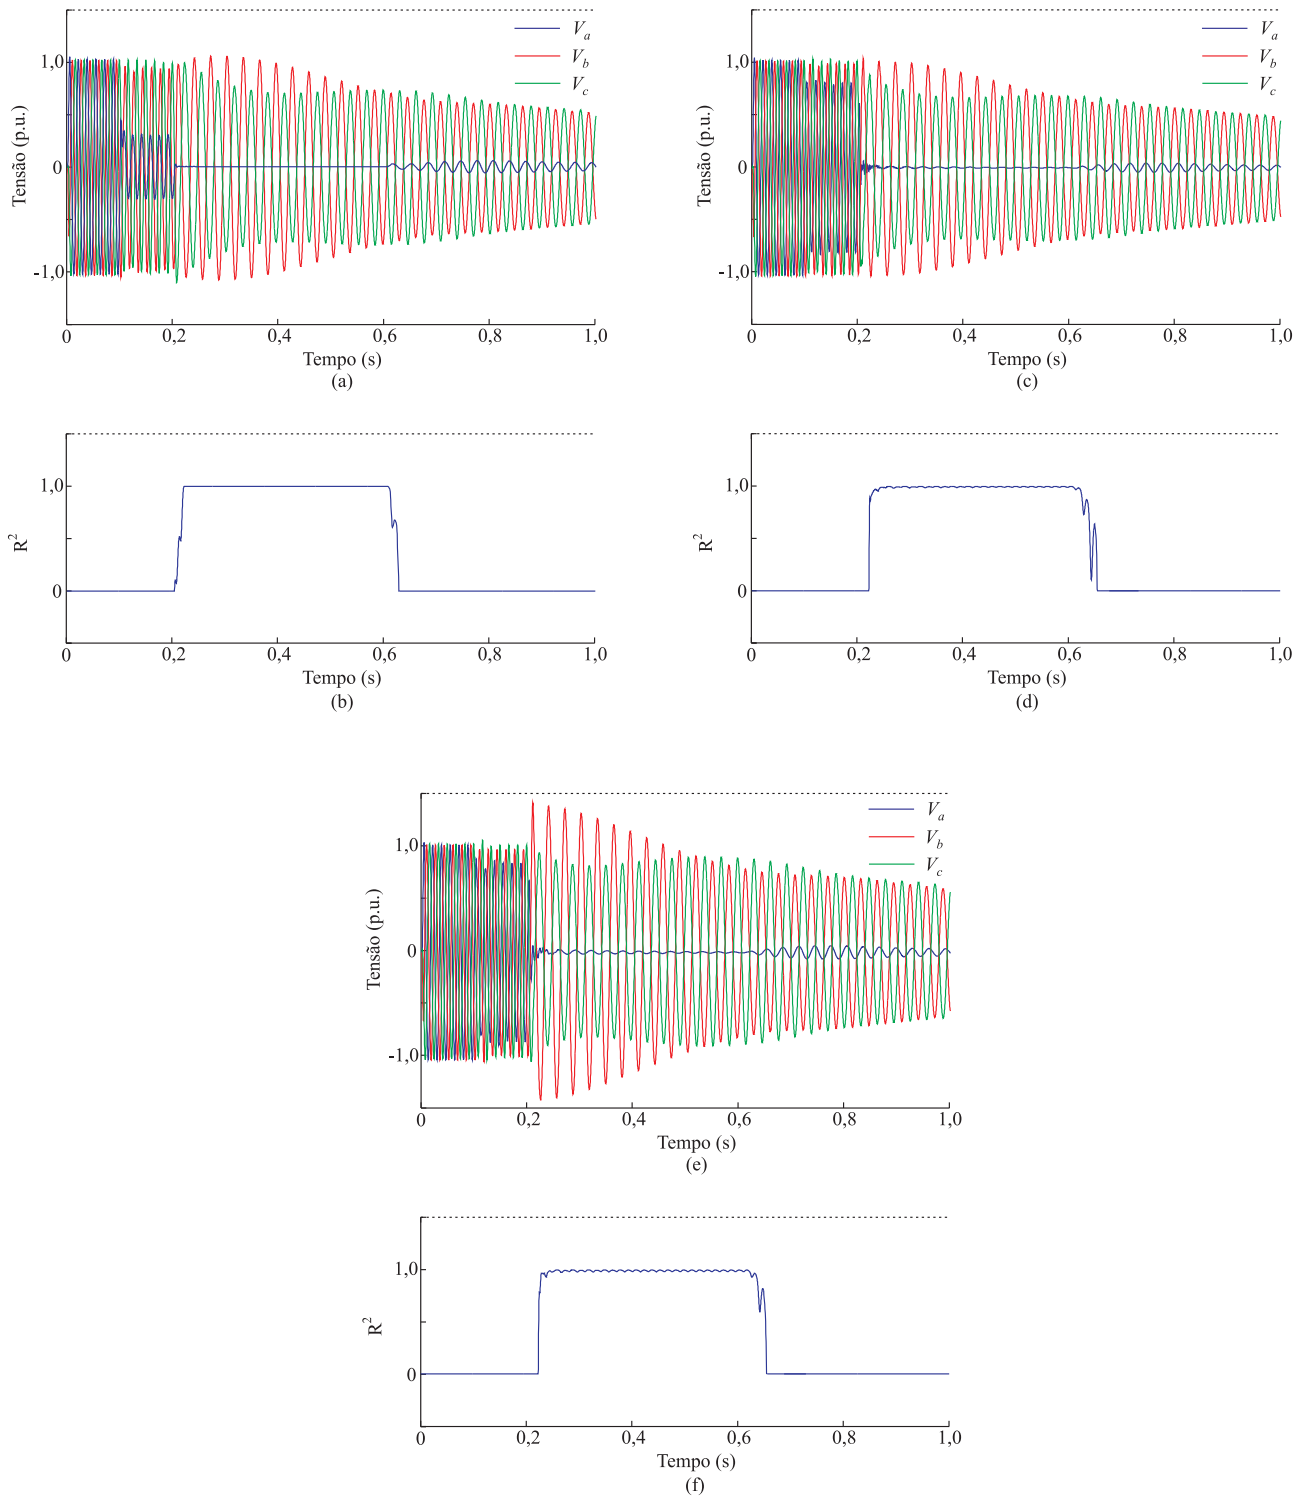 V_a
V_b
V_c
Tensão (p.u.)
1,0
0
-1,0
0 0,2 0,4 0,6 0,8 1,0
Tempo (s)
(a)
V_a
V_b
V_c
Tensão (p.u.)
1,0
0
-1,0
0 0,2 0,4 0,6 0,8 1,0
Tempo (s)
(c)
R²
1,0
0
0 0,2 0,4 0,6 0,8 1,0
Tempo (s)
(b)
R²
1,0
0
0 0,2 0,4 0,6 0,8 1,0
Tempo (s)
(d)
V_a
V_b
V_c
Tensão (p.u.)
1,0
0
-1,0
0 0,2 0,4 0,6 0,8 1,0
Tempo (s)
(e)
R²
1,0
0
0 0,2 0,4 0,6 0,8 1,0
Tempo (s)
(f)